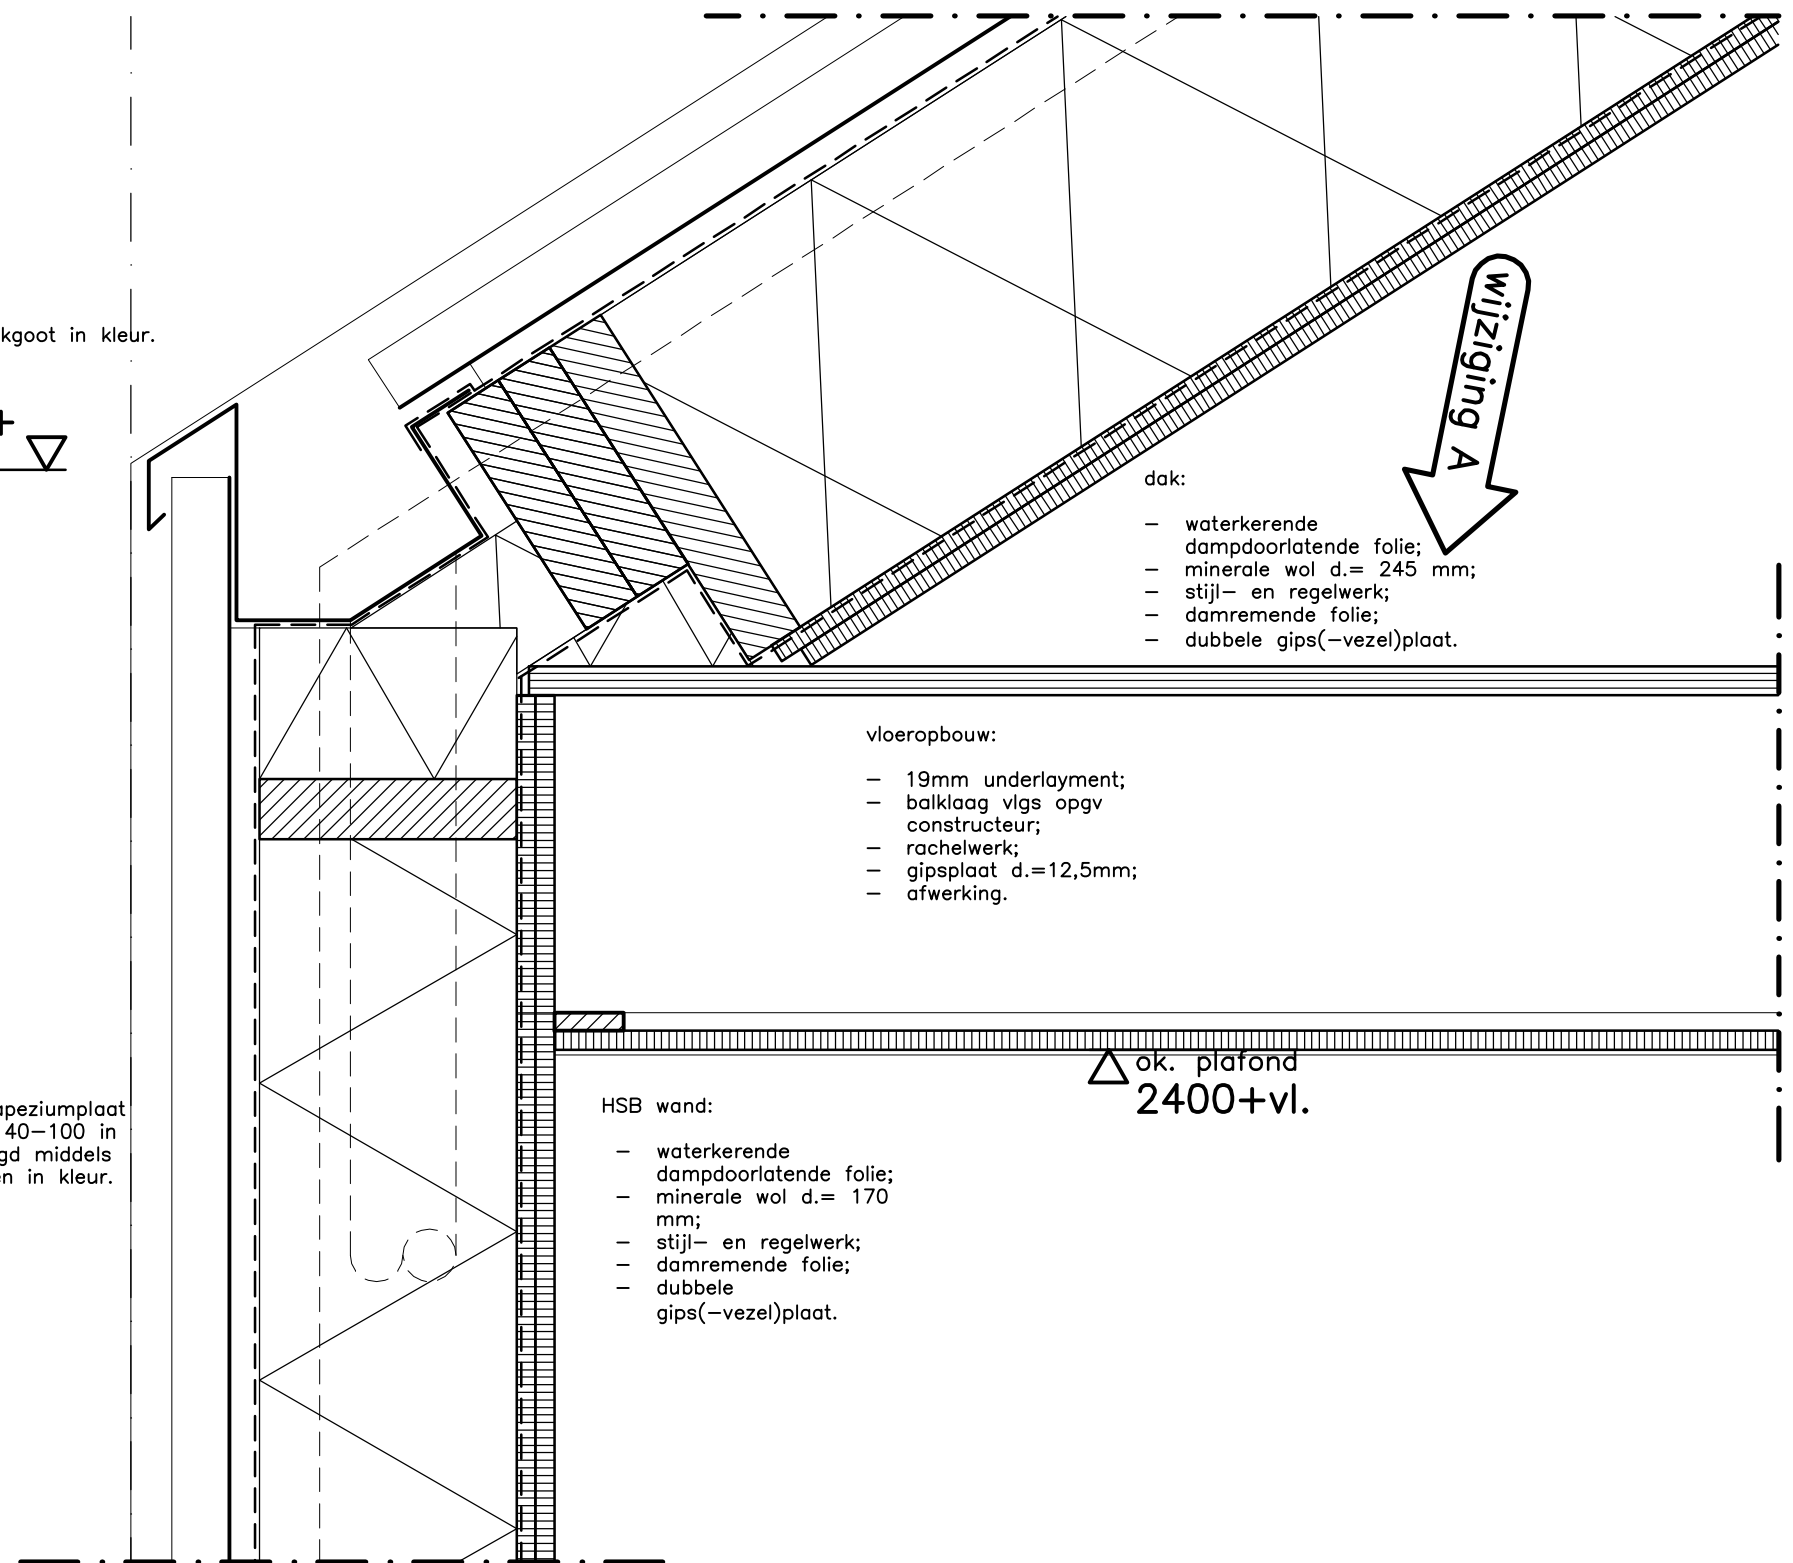 kgoot in kleur.
+
wijziging A
dak:
– waterkerende
dampdoorlatende folie;
– minerale wol d.= 245 mm;
– stijl– en regelwerk;
– damremende folie;
– dubbele gips(–vezel)plaat.
vloeropbouw:
– 19mm underlayment;
– balklaag vlgs opgv
constructeur;
– rachelwerk;
– gipsplaat d.=12,5mm;
– afwerking.
ok. plafond
2400+vl.
HSB wand:
– waterkerende
dampdoorlatende folie;
– minerale wol d.= 170
mm;
– stijl– en regelwerk;
– damremende folie;
– dubbele
gips(–vezel)plaat.
apeziumplaat
40–100 in
gd middels
en in kleur.